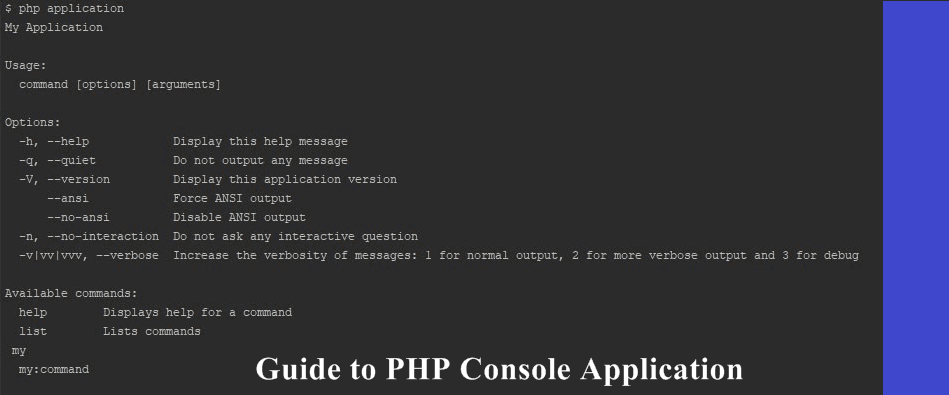 $ php application
My Application
Usage:
command [options] [arguments]
Options:
-h, --help Display this help message
-q, --quiet Do not output any message
-V, --version Display this application version
--ansi Force ANSI output
--no-ansi Disable ANSI output
-n, --no-interaction Do not ask any interactive question
-v|vv|vvv, --verbose Increase the verbosity of messages: 1 for normal output, 2 for more verbose output and 3 for debug
Available commands:
help Displays help for a command
list Lists commands
my
my:command
Guide to PHP Console Application